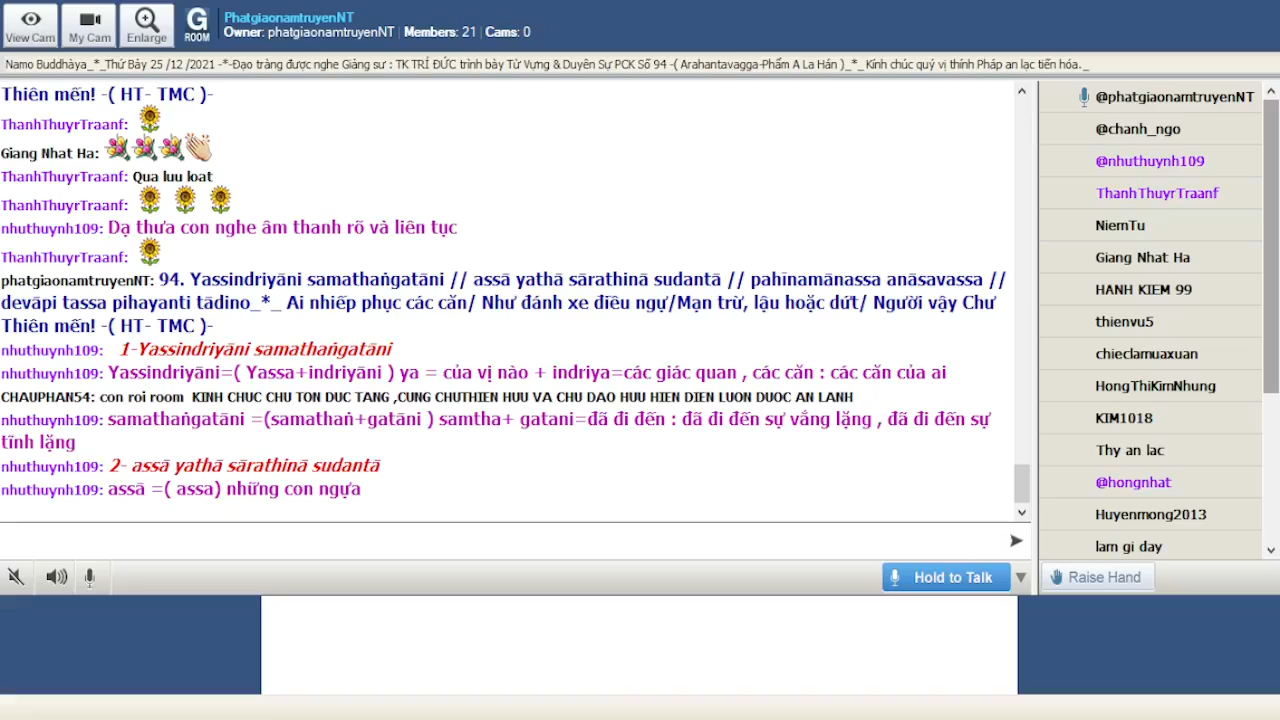 View Cam
My Cam
Enlarge
G
ROOM
PhatgiaonamtruyenNT
Owner: phatgiaonamtruyenNT | Members: 21 | Cams: 0
Namo Buddhàya_*_Thứ Bảy 25 /12 /2021 -*-Đạo tràng được nghe Giảng sư : TK TRÍ ĐỨC trình bày Từ Vựng & Duyên Sự PCK Số 94 -( Arahantavagga-Phẩm A La Hán )_*_ Kính chúc quý vị thính Pháp an lạc tiến hóa._
Thiên mến! -( HT- TMC )-
ThanhThuyrTraanf:
Giang Nhat Ha:
ThanhThuyrTraanf: Qua luu loat
ThanhThuyrTraanf:
nhuthuynh109: Dạ thưa con nghe âm thanh rõ và liên tục
ThanhThuyrTraanf:
phatgiaonamtruyenNT: 94. Yassindriyāni samathaṅgatāni // assā yathā sārathinā sudantā // pahīnamānassa anāsavassa //
devāpi tassa pihayanti tādino_*_ Ai nhiếp phục các căn/ Như đánh xe điều ngự/Mạn trừ, lậu hoặc dứt/ Người vậy Chư
Thiên mến! -( HT- TMC )-
nhuthuynh109: 1-Yassindriyāni samathaṅgatāni
nhuthuynh109: Yassindriyāni=( Yassa+indriyāni ) ya = của vị nào + indriya=các giác quan , các căn : các căn của ai
CHAUPHAN54: con roi room KINH CHUC CHU TON DUC TANG ,CUNG CHUTHIEN HUU VA CHU DAO HUU HIEN DIEN LUON DUOC AN LANH
nhuthuynh109: samathaṅgatāni =(samathaṅ+gatāni ) samtha+ gatani=đã đi đến : đã đi đến sự vắng lặng , đã đi đến sự
tĩnh lặng
nhuthuynh109: 2- assā yathā sārathinā sudantā
nhuthuynh109: assā =( assa) những con ngựa
Hold to Talk
@phatgiaonamtruyenNT
@chanh_ngo
@nhuthuynh109
ThanhThuyrTraanf
NiemTu
Giang Nhat Ha
HANH KIEM 99
thienvu5
chieclamuaxuan
HongThiKimNhung
KIM1018
Thy an lac
@hongnhat
Huyenmong2013
lam gi day
Raise Hand